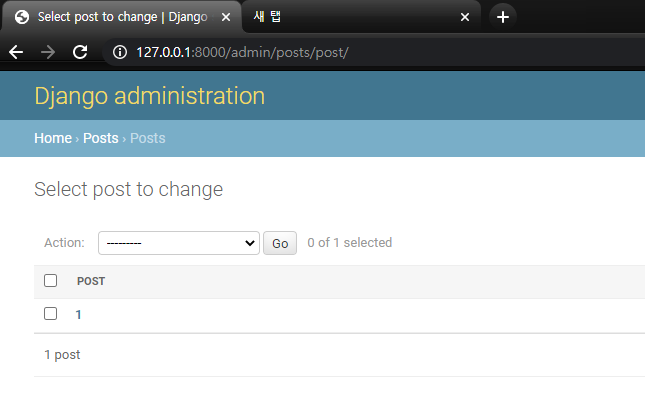 Select post to change | Django
새 탭
127.0.0.1:8000/admin/posts/post/
Django administration
Home › Posts › Posts
Select post to change
Action: --------- Go 0 of 1 selected
POST
1
1 post